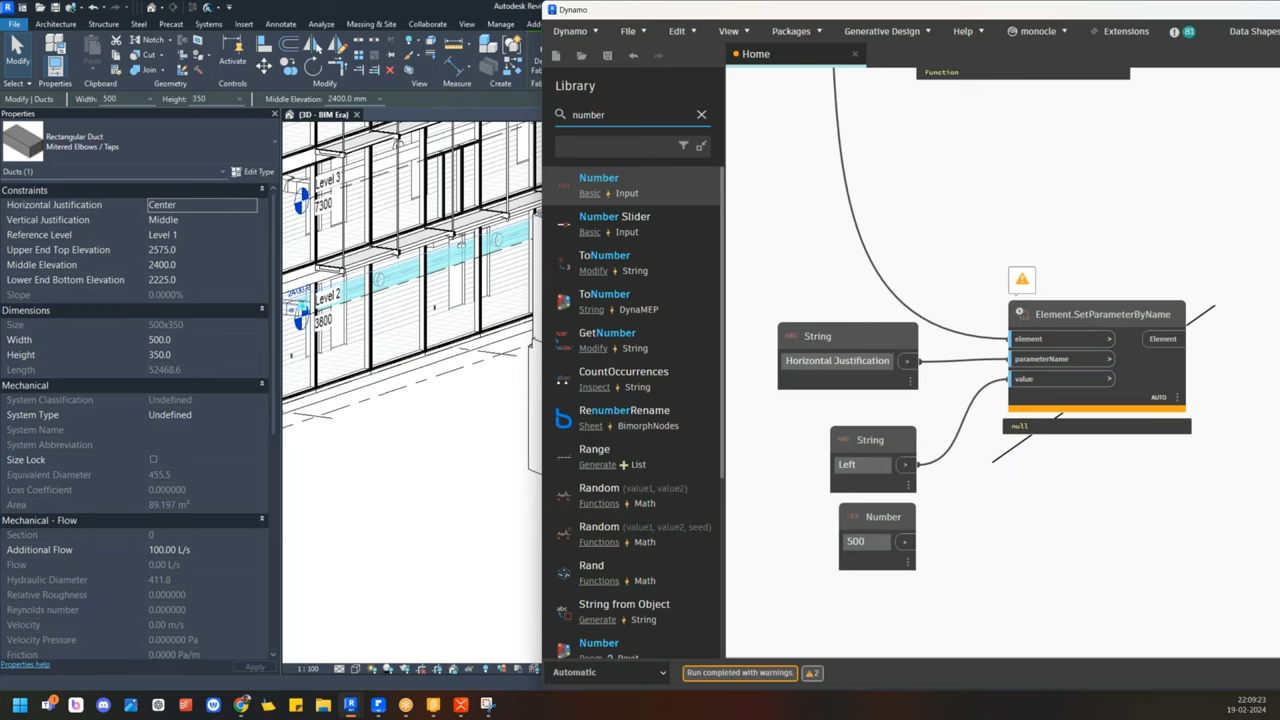 Autodesk Revit
Dynamo
File Architecture Structure Steel Precast Systems Insert Annotate Analyze Massing & Site Collaborate View Manage
Dynamo File Edit View Packages Generative Design Help monocle Extensions 81 Data Shapes
Modify Properties Notch Cut Join Activate Measure Create
Select Properties Clipboard Geometry Controls Modify View Measure Create
Home
Function
Modify | Ducts Width: 500 Height: 350 Middle Elevation: 2400.0 mm
Properties
{3D - BIM Era}
Library
number
Rectangular Duct
Mitered Elbows / Taps
Ducts (1) Edit Type
Constraints
Horizontal Justification Center
Vertical Justification Middle
Reference Level Level 1
Upper End Top Elevation 2575.0
Middle Elevation 2400.0
Lower End Bottom Elevation 2225.0
Slope 0.0000%
Dimensions
Size 500x350
Width 500.0
Height 350.0
Length 52468.6
Mechanical
System Classification Undefined
System Type Undefined
System Name
System Abbreviation
Size Lock
Equivalent Diameter 455.5
Loss Coefficient 0.000000
Area 89.197 m²
Mechanical - Flow
Section 0
Additional Flow 100.00 L/s
Flow 0.00 L/s
Hydraulic Diameter 411.8
Relative Roughness 0.000000
Reynolds number 0.000000
Velocity 0.00 m/s
Velocity Pressure 0.0000 Pa
Friction 0.0000 Pa/m
Properties help Apply
Level 3
7300
Level 2
3800
1 : 100
Number
Basic Input
Number Slider
Basic Input
ToNumber
Modify String
ToNumber
String DynaMEP
GetNumber
Modify String
CountOccurrences
Inspect String
RenumberRename
Sheet BimorphNodes
Range
Generate List
Random (value1, value2)
Functions Math
Random (value1, value2, seed)
Functions Math
Rand
Functions Math
String from Object
Generate String
Number
String
Horizontal Justification >
String
Left >
Number
500 >
Element.SetParameterByName
element > Element
parameterName >
value >
AUTO
null
Automatic
Run completed with warnings. 2
22:09:23
19-02-2024